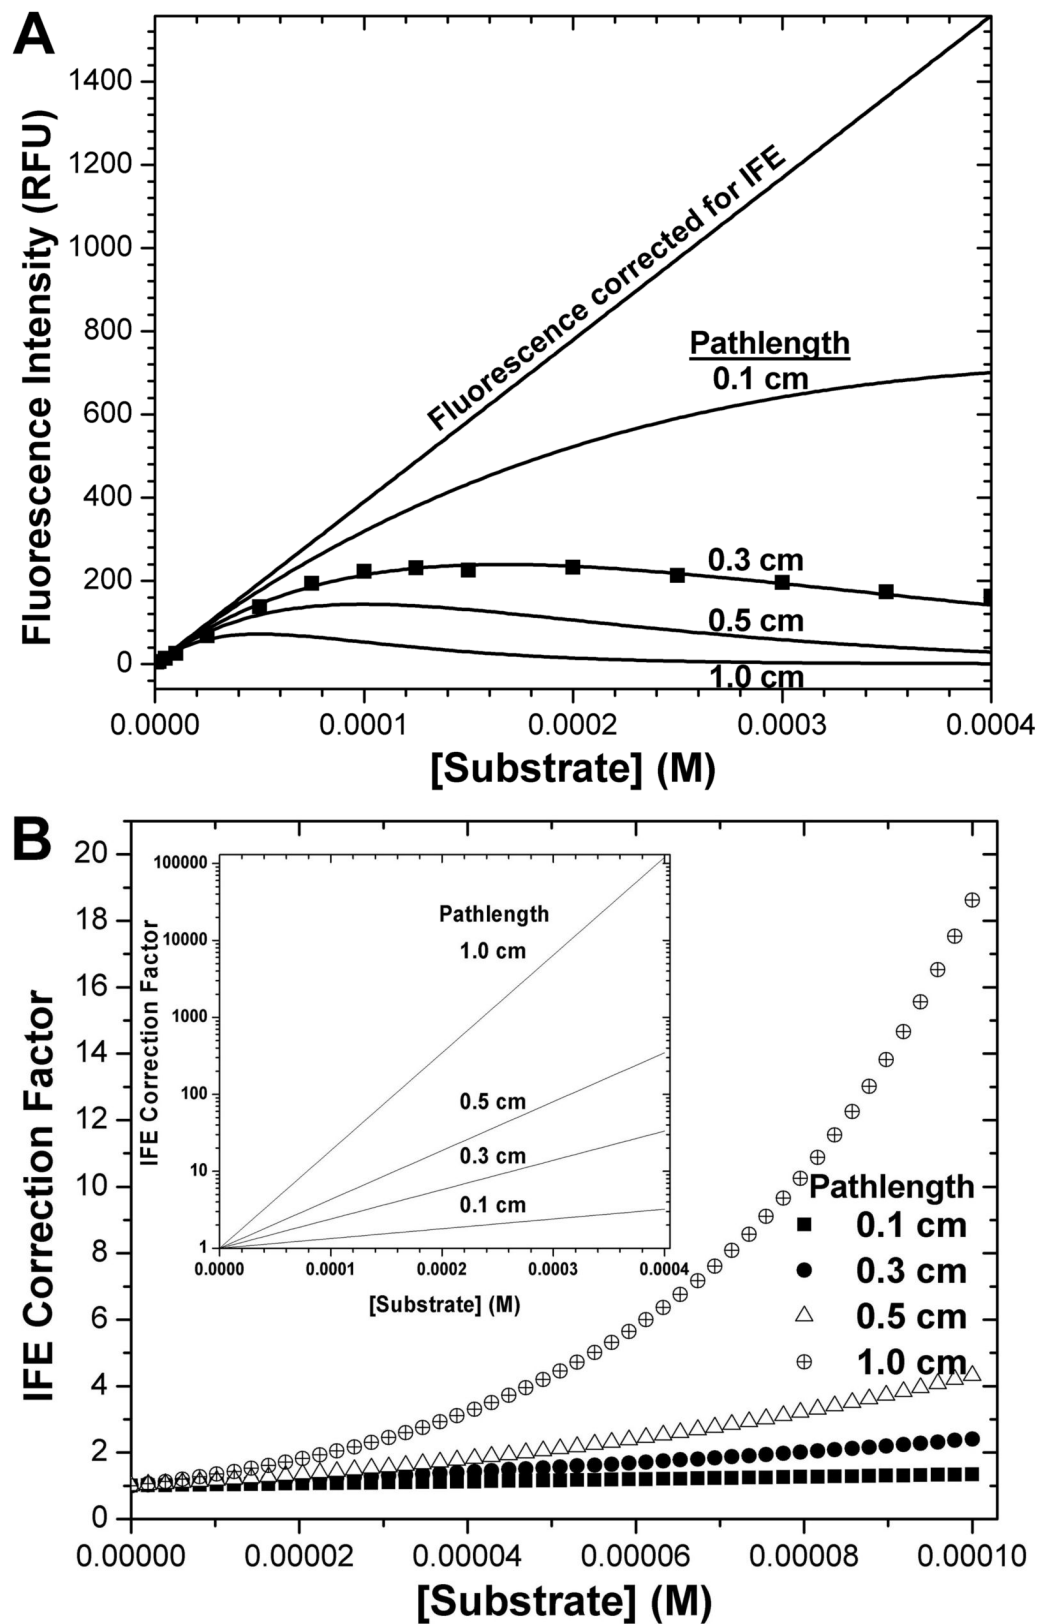 A
Fluorescence Intensity (RFU)
1400
1200
1000
800
600
400
200
0
Fluorescence corrected for IFE
Pathlength
0.1 cm
0.3 cm
0.5 cm
1.0 cm
0.0000 0.0001 0.0002 0.0003 0.0004
[Substrate] (M)
B
IFE Correction Factor
20
18
16
14
12
10
8
6
4
2
0
IFE Correction Factor
100000
10000
1000
100
10
1
Pathlength
1.0 cm
0.5 cm
0.3 cm
0.1 cm
0.0000 0.0001 0.0002 0.0003 0.0004
[Substrate] (M)
Pathlength
0.1 cm
0.3 cm
0.5 cm
1.0 cm
0.00000 0.00002 0.00004 0.00006 0.00008 0.00010
[Substrate] (M)